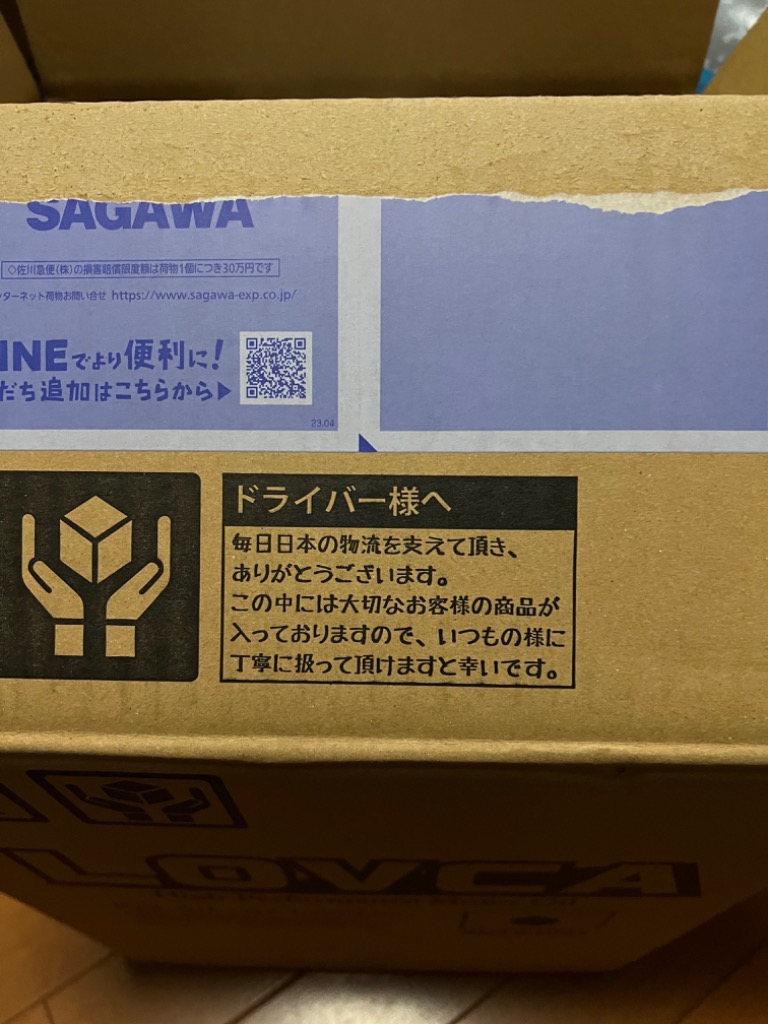 SAGAWA
◇佐川急便(株)の損害賠償限度額は荷物1個につき30万円です
ターネット荷物お問い合せ https://www.sagawa-exp.co.jp/
INEでより便利に!
だち追加はこちらから▶
23.04
ドライバー様へ
毎日日本の物流を支えて頂き、
ありがとうございます。
この中には大切なお客様の商品が
入っておりますので、いつもの様に
丁寧に扱って頂けますと幸いです。
LOVCA
High Performance Motor Oil